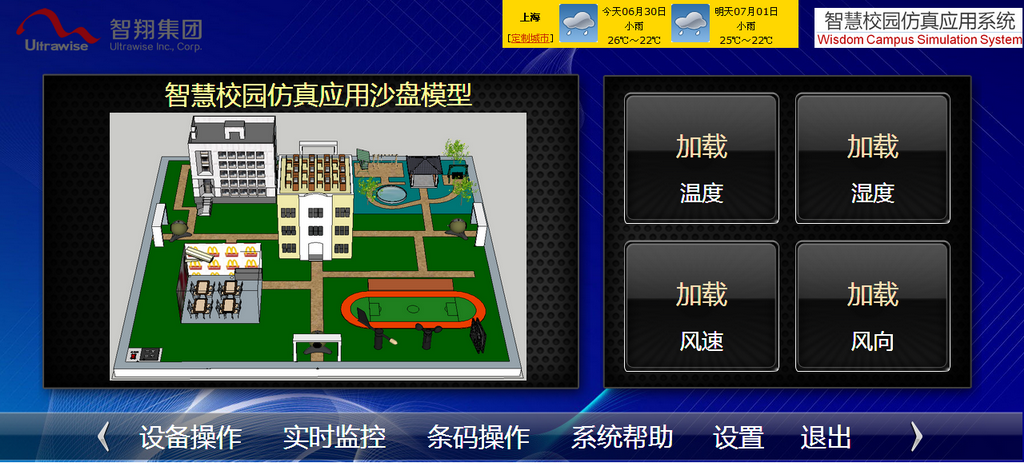 智翔集团
Ultrawise
Ultrawise Inc., Corp.
上海
[定制城市]
今天06月30日
小雨
26℃～22℃
明天07月01日
小雨
25℃～22℃
智慧校园仿真应用系统
Wisdom Campus Simulation System
智慧校园仿真应用沙盘模型
加载
温度
加载
湿度
加载
风速
加载
风向
设备操作 实时监控 条码操作 系统帮助 设置 退出